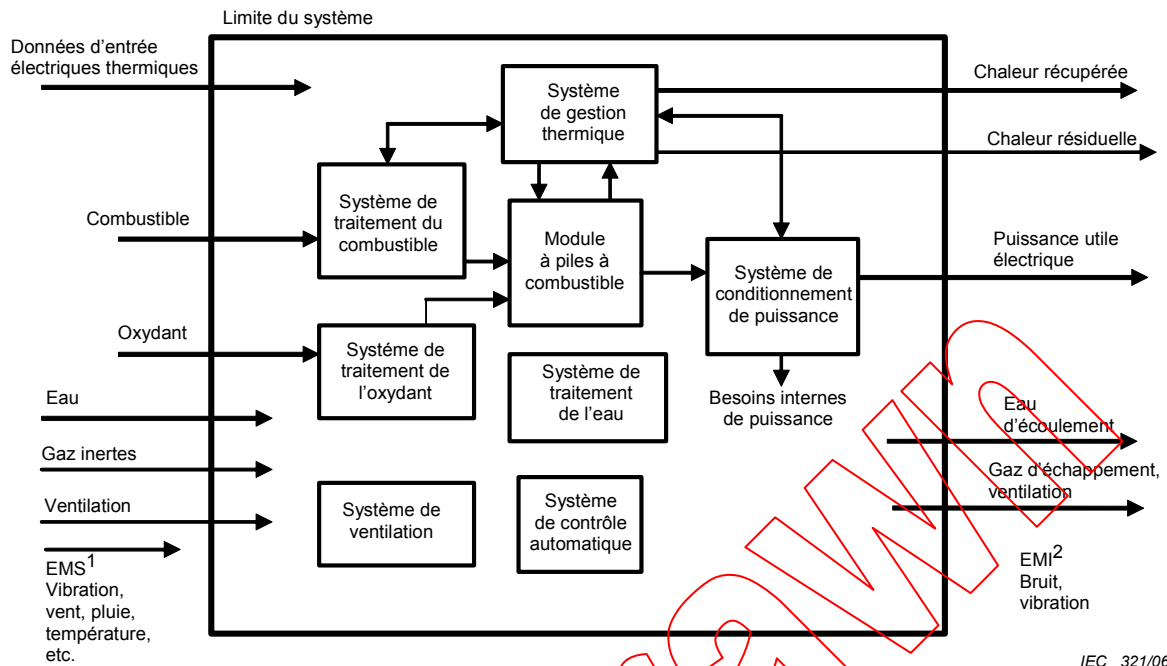 Limite du système
Données d'entrée
électriques thermiques
Système
de gestion
thermique
Chaleur récupérée
Chaleur résiduelle
Combustible
Système de
traitement du
combustible
Module
à piles à
combustible
Système de
conditionnement
de puissance
Puissance utile
électrique
Oxydant
Systéme de
traitement de
l'oxydant
Système de
traitement
de l'eau
Besoins internes
de puissance
Eau
Eau
d'écoulement
Gaz inertes
Gaz d'échappement,
ventilation
Ventilation
Système de
ventilation
Système
de contrôle
automatique
EMS1
Vibration,
vent, pluie,
température,
etc.
EMI2
Bruit,
vibration
IEC 321/06